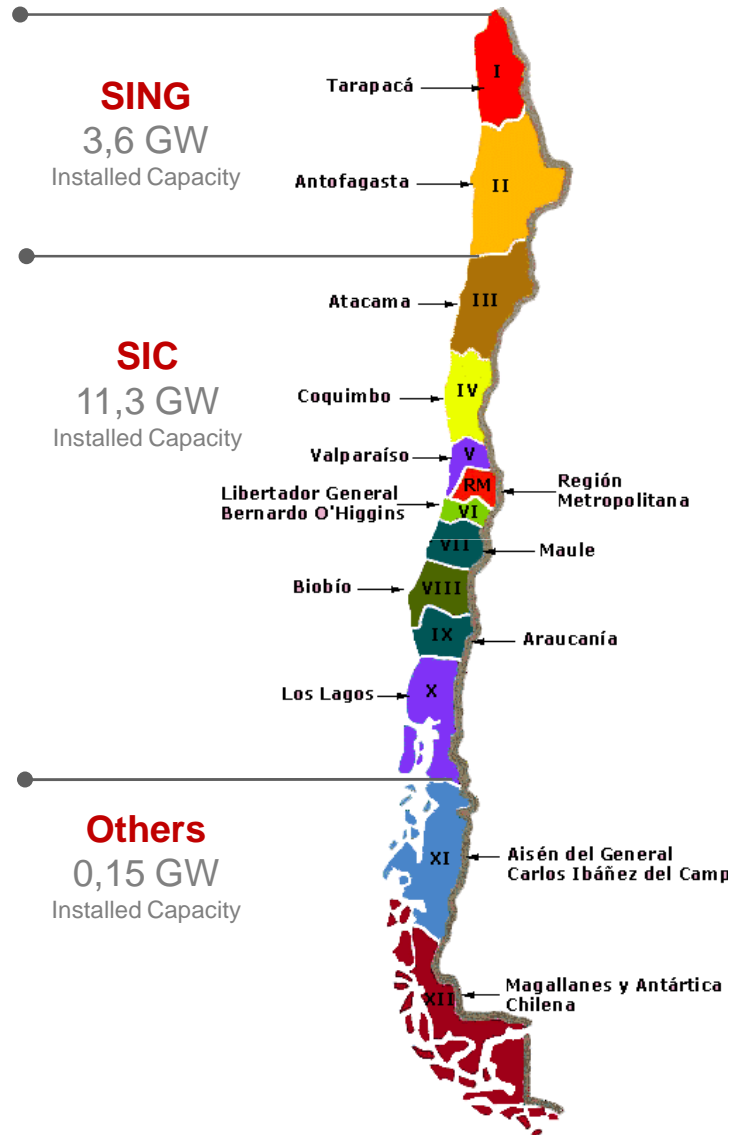 SING
3,6 GW
Installed Capacity
Tarapacá
I
Antofagasta
II
Atacama
III
SIC
11,3 GW
Installed Capacity
Coquimbo
IV
Valparaíso
V
RM
Región
Metropolitana
Libertador General
Bernardo O'Higgins
VI
VII
Maule
Biobío
VIII
IX
Araucanía
Los Lagos
X
Others
0,15 GW
Installed Capacity
XI
Aisén del General
Carlos Ibáñez del Camp
XII
Magallanes y Antártica
Chilena